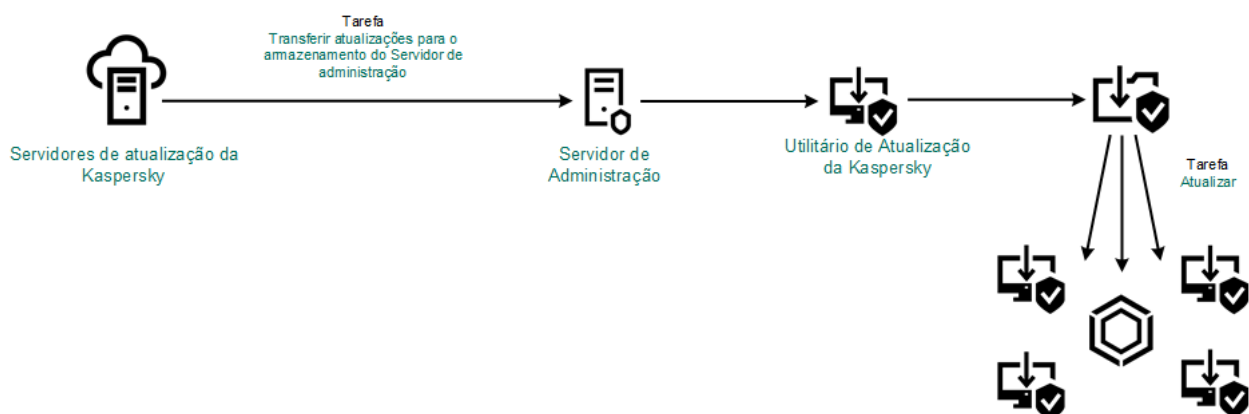 Tarefa
Transferir atualizações para o
armazenamento do Servidor de
administração
Servidores de atualização da
Kaspersky
Servidor de
Administração
Utilitário de Atualização
da Kaspersky
Tarefa
Atualizar